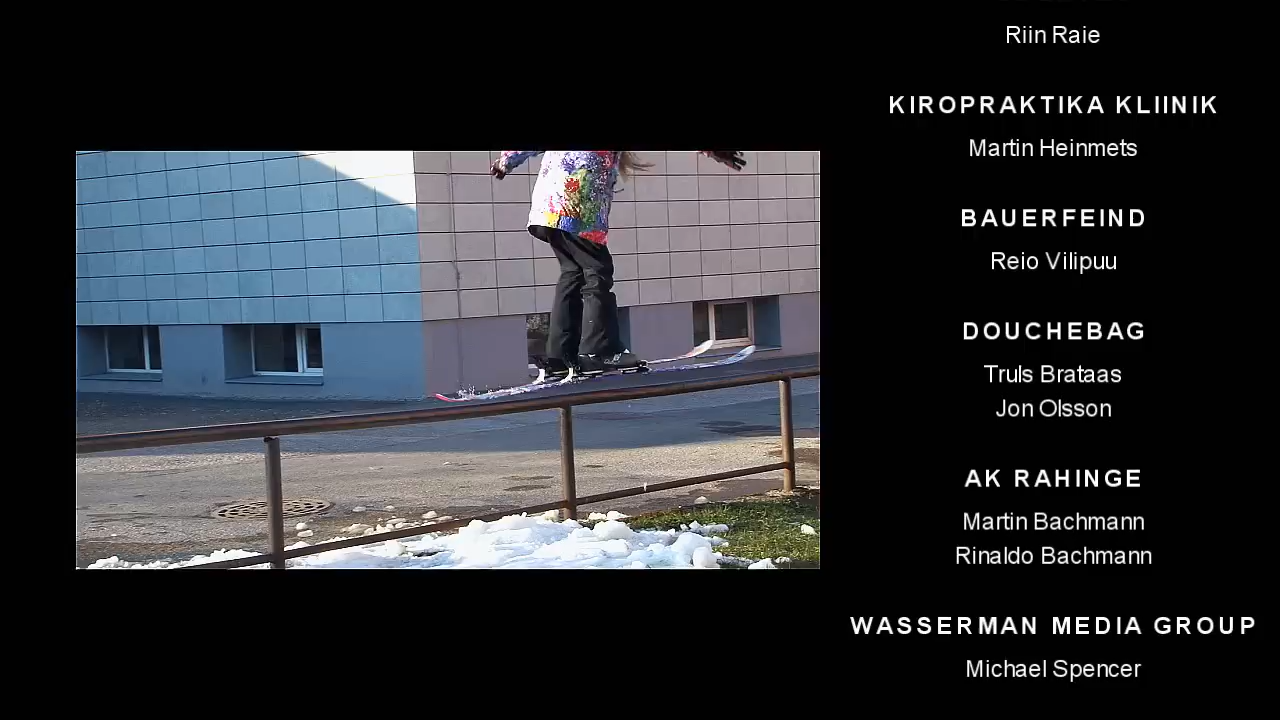 Riin Raie
KIROPRAKTIKA KLIINIK
Martin Heinmets
BAUERFEIND
Reio Vilipuu
DOUCHEBAG
Truls Brataas
Jon Olsson
AK RAHINGE
Martin Bachmann
Rinaldo Bachmann
WASSERMAN MEDIA GROUP
Michael Spencer